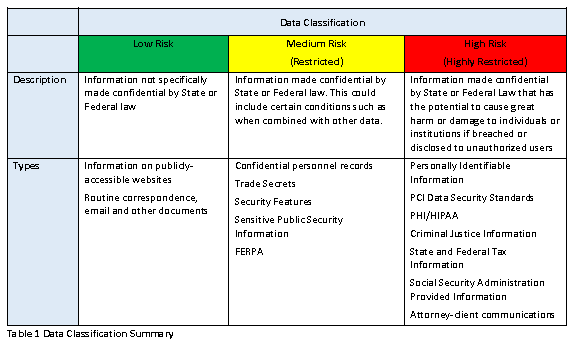 Data Classification
Low Risk
Medium Risk
(Restricted)
High Risk
(Highly Restricted)
Description
Information not specifically
made confidential by State or
Federal law
Information made confidential by
State or Federal law. This could
include certain conditions such as
when combined with other data.
Information made confidential
by State or Federal Law that has
the potential to cause great
harm or damage to individuals or
institutions if breached or
disclosed to unauthorized users
Types
Information on publicly-
accessible websites
Routine correspondence,
email and other documents
Confidential personnel records
Trade Secrets
Security Features
Sensitive Public Security
Information
FERPA
Personally Identifiable
Information
PCI Data Security Standards
PHI/HIPAA
Criminal Justice Information
State and Federal Tax
Information
Social Security Administration
Provided Information
Attorney-client communications
Table 1 Data Classification Summary